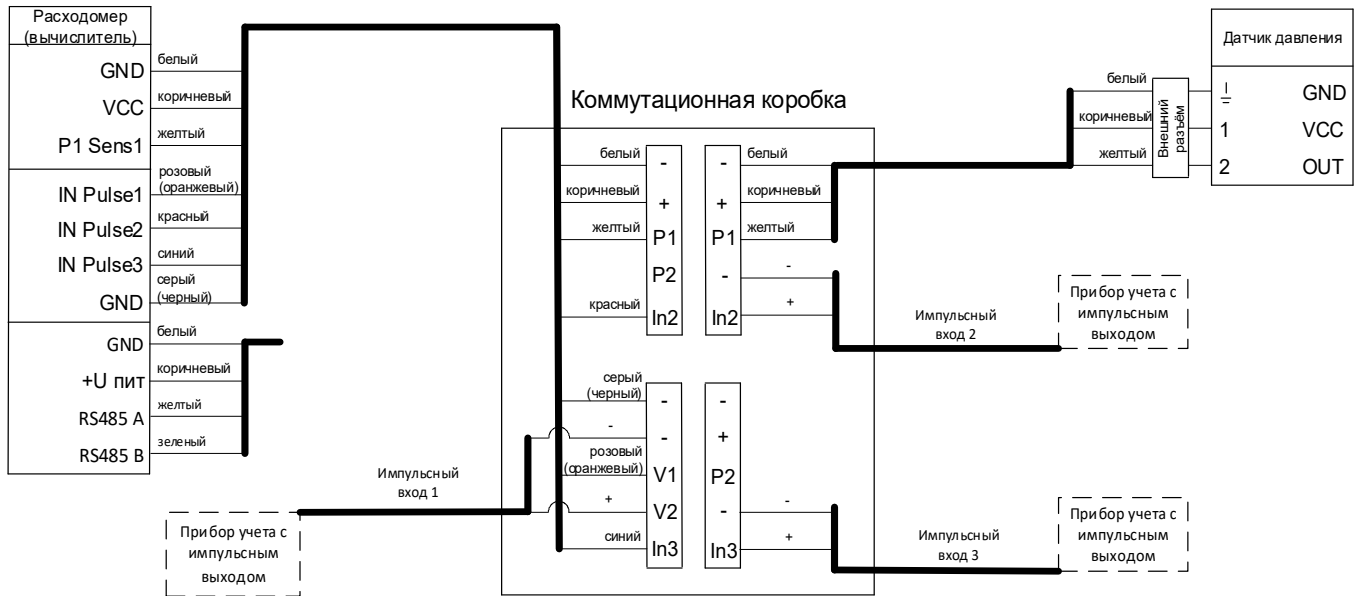 Расходомер
(вычислитель)
GND
белый
VCC
коричневый
P1 Sens1
желтый
IN Pulse1
розовый
(оранжевый)
IN Pulse2
красный
IN Pulse3
синий
GND
серый
(черный)
GND
белый
+U пит
коричневый
RS485 A
желтый
RS485 B
зеленый
Коммутационная коробка
белый
-
коричневый
+
желтый
P1
P2
красный
In2
белый
-
коричневый
+
желтый
P1
-
-
+
In2
серый
(черный)
-
-
-
розовый
(оранжевый)
V1
+
V2
синий
In3
-
+
P2
-
-
+
In3
Импульсный
вход 1
Прибор учета с
импульсным
выходом
Импульсный
вход 2
Прибор учета с
импульсным
выходом
Импульсный
вход 3
Прибор учета с
импульсным
выходом
Датчик давления
белый
коричневый
желтый
Внешний
разъём
GND
1
VCC
2
OUT